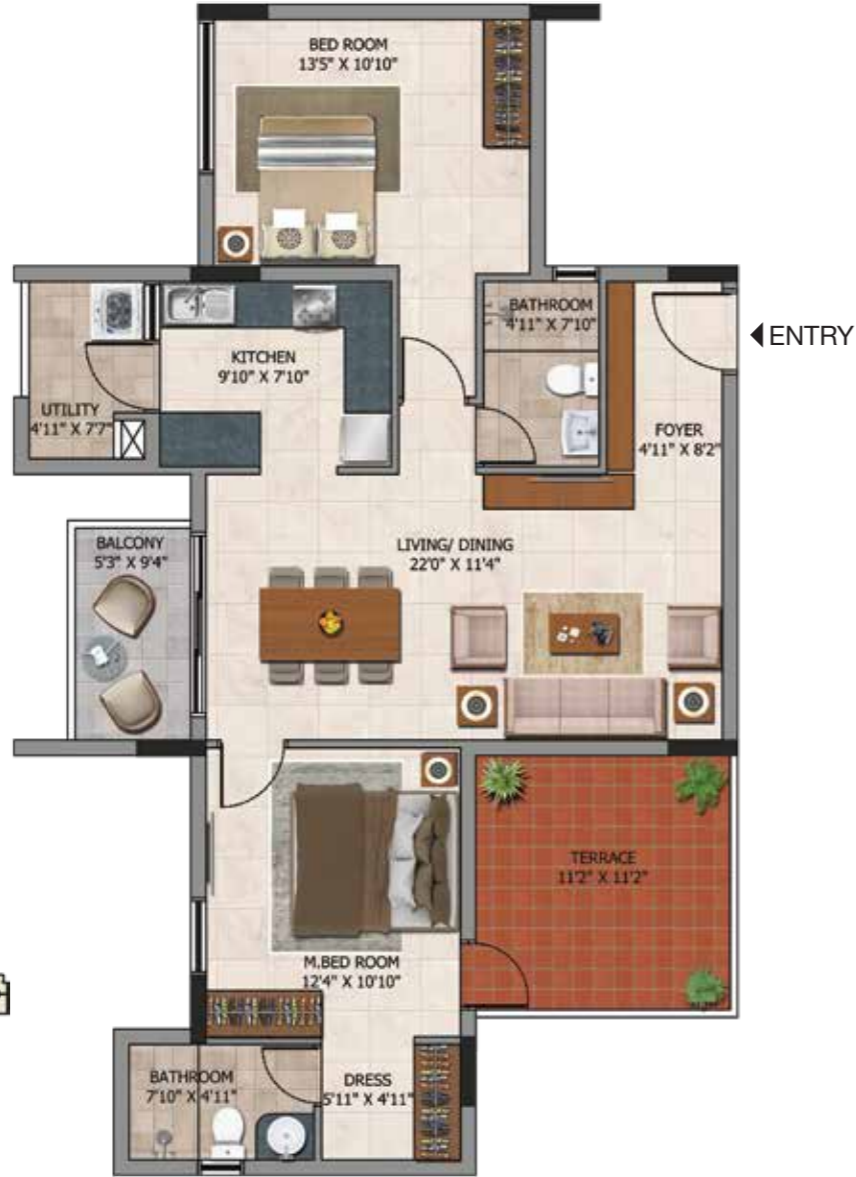 BED ROOM
13'5" X 10'10"
BATHROOM
4'11" X 7'10"
◀ENTRY
KITCHEN
9'10" X 7'10"
UTILITY
4'11" X 7'7"
FOYER
4'11" X 8'2"
BALCONY
5'3" X 9'4"
LIVING/ DINING
22'0" X 11'4"
TERRACE
11'2" X 11'2"
M.BED ROOM
12'4" X 10'10"
BATHROOM
7'10" X 4'11"
DRESS
5'11" X 4'11"